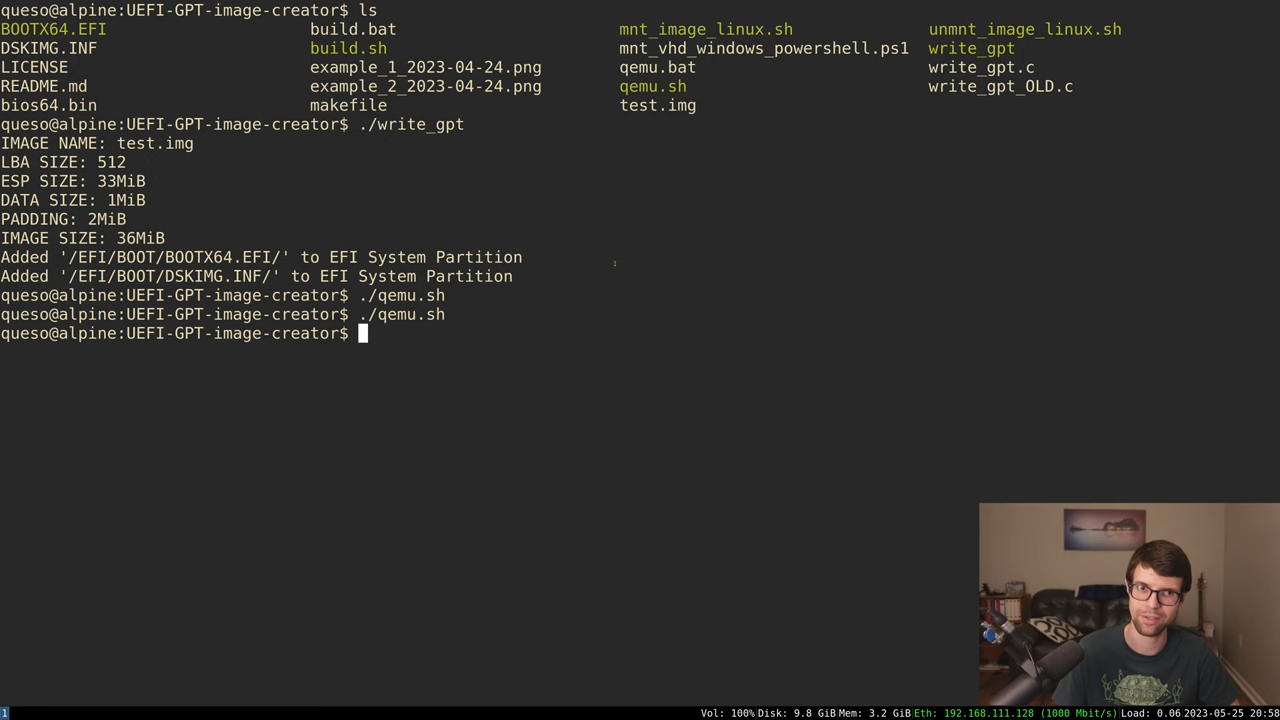 queso@alpine:UEFI-GPT-image-creator$ ls
BOOTX64.EFI build.bat mnt_image_linux.sh unmnt_image_linux.sh
DSKIMG.INF build.sh mnt_vhd_windows_powershell.ps1 write_gpt
LICENSE example_1_2023-04-24.png qemu.bat write_gpt.c
README.md example_2_2023-04-24.png qemu.sh write_gpt_OLD.c
bios64.bin makefile test.img
queso@alpine:UEFI-GPT-image-creator$ ./write_gpt
IMAGE NAME: test.img
LBA SIZE: 512
ESP SIZE: 33MiB
DATA SIZE: 1MiB
PADDING: 2MiB
IMAGE SIZE: 36MiB
Added '/EFI/BOOT/BOOTX64.EFI/' to EFI System Partition
Added '/EFI/BOOT/DSKIMG.INF/' to EFI System Partition
queso@alpine:UEFI-GPT-image-creator$ ./qemu.sh
queso@alpine:UEFI-GPT-image-creator$ ./qemu.sh
queso@alpine:UEFI-GPT-image-creator$
1 Vol: 100% Disk: 9.8 GiB Mem: 3.2 GiB Eth: 192.168.111.128 (1000 Mbit/s) Load: 0.06 2023-05-25 20:58